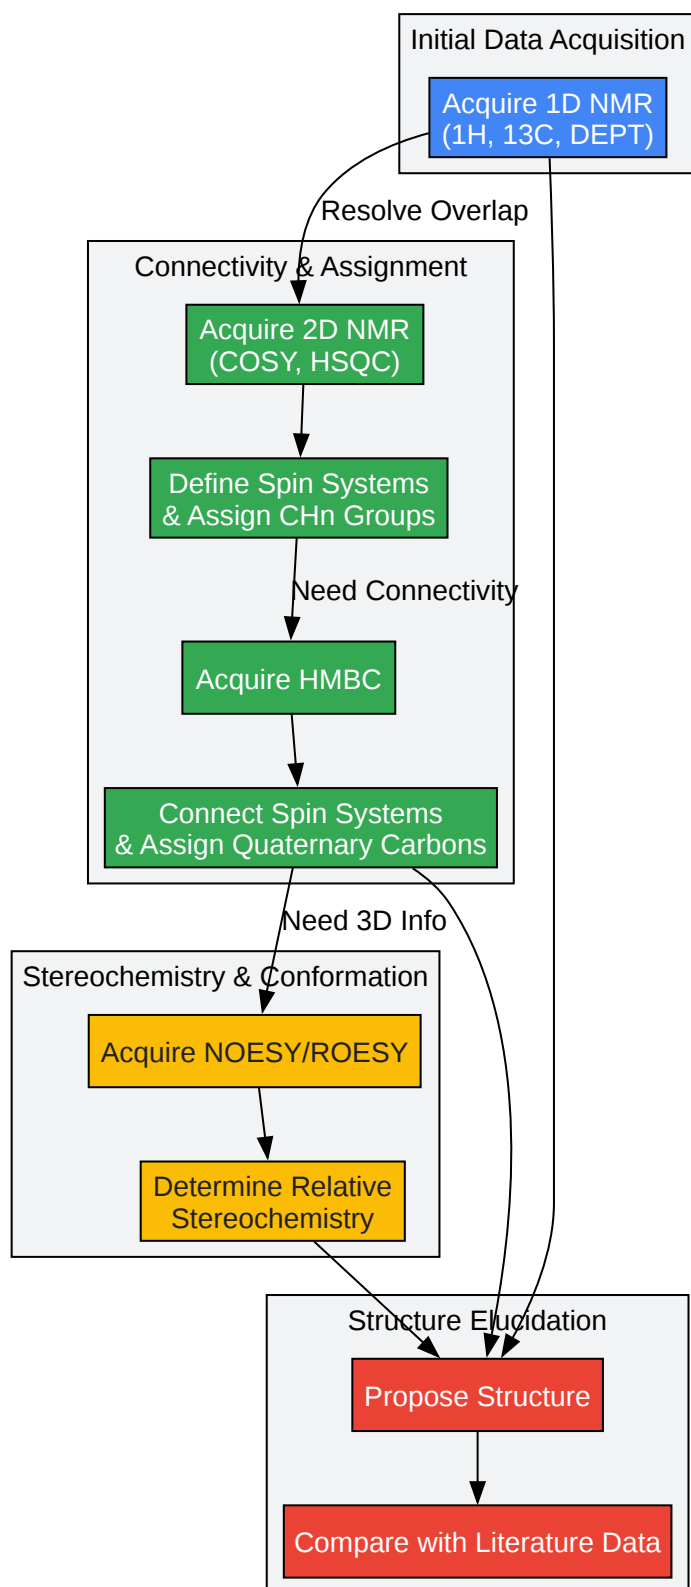 Initial Data Acquisition
Acquire 1D NMR
(1H, 13C, DEPT)
Resolve Overlap
Connectivity & Assignment
Acquire 2D NMR
(COSY, HSQC)
Define Spin Systems
& Assign CHn Groups
Need Connectivity
Acquire HMBC
Connect Spin Systems
& Assign Quaternary Carbons
Need 3D Info
Stereochemistry & Conformation
Acquire NOESY/ROESY
Determine Relative
Stereochemistry
Structure Elucidation
Propose Structure
Compare with Literature Data